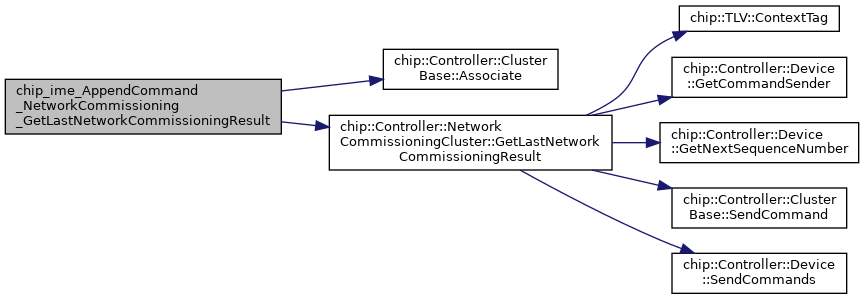 chip_ime_AppendCommand
_NetworkCommissioning
_GetLastNetworkCommissioningResult
chip::Controller::Cluster
Base::Associate
chip::Controller::Network
CommissioningCluster::GetLastNetwork
CommissioningResult
chip::TLV::ContextTag
chip::Controller::Device
::GetCommandSender
chip::Controller::Device
::GetNextSequenceNumber
chip::Controller::Cluster
Base::SendCommand
chip::Controller::Device
::SendCommands